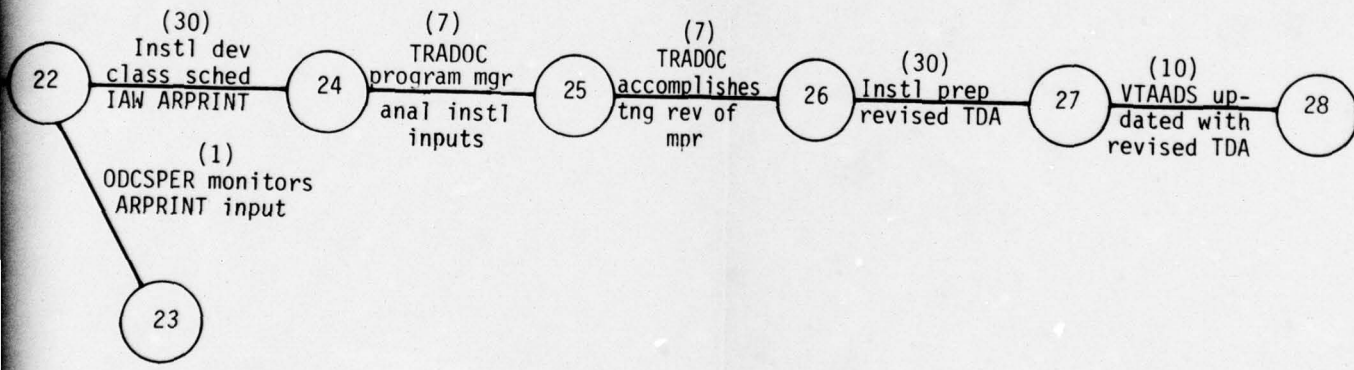 22
(30)
Instl dev
class sched
IAW ARPRINT
24
(7)
TRADOC
program mgr
anal instl
inputs
25
(7)
TRADOC
accomplishes
tng rev of
mpr
26
(30)
Instl prep
revised TDA
27
(10)
VTAADS up-
dated with
revised TDA
28
(1)
ODCSPER monitors
ARPRINT input
23